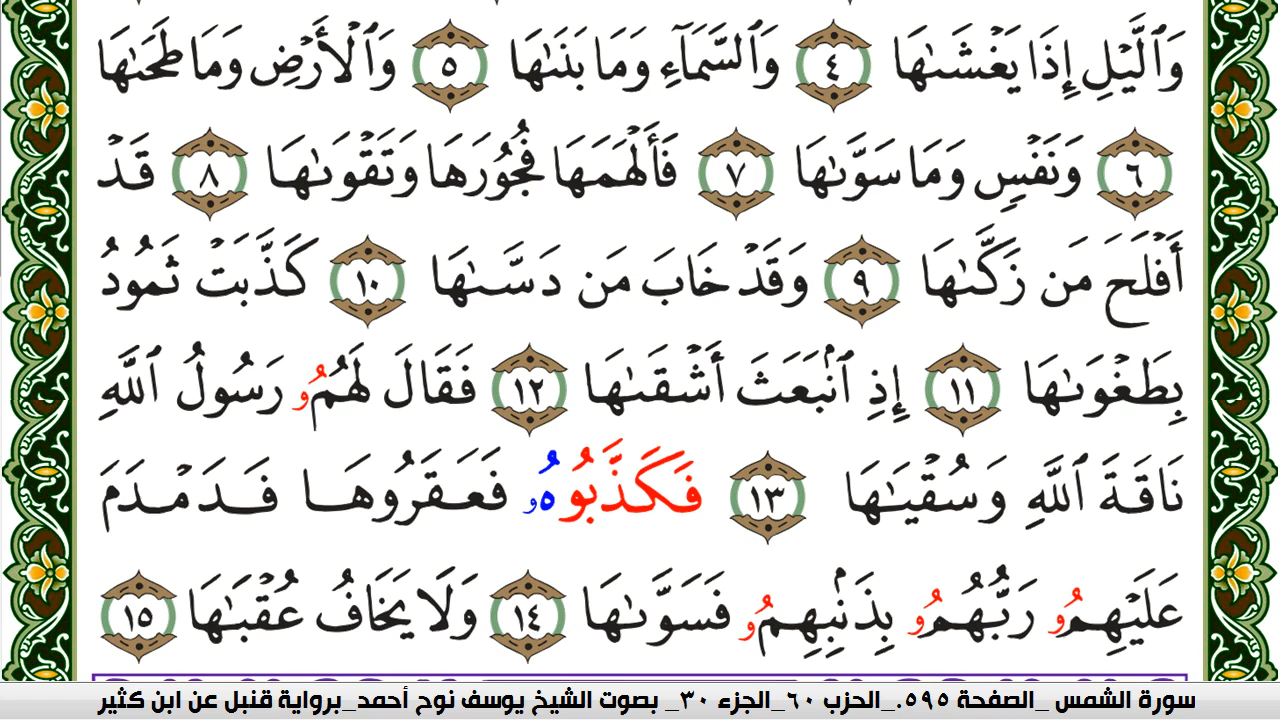 وَٱلَّيْلِ إِذَا يَغْشَىٰهَا ٤ وَٱلسَّمَآءِ وَمَا بَنَىٰهَا ٥ وَٱلْأَرْضِ وَمَا طَحَىٰهَا
٦ وَنَفْسٍ وَمَا سَوَّىٰهَا ٧ فَأَلْهَمَهَا فُجُورَهَا وَتَقْوَىٰهَا ٨ قَدْ
أَفْلَحَ مَن زَكَّىٰهَا ٩ وَقَدْ خَابَ مَن دَسَّىٰهَا ١٠ كَذَّبَتْ ثَمُودُ
بِطَغْوَىٰهَا ١١ إِذِ ٱنۢبَعَثَ أَشْقَىٰهَا ١٢ فَقَالَ لَهُمُۥ رَسُولُ ٱللَّهِ
نَاقَةَ ٱللَّهِ وَسُقْيَىٰهَا ١٣ فَكَذَّبُوهُۥ فَعَقَرُوهَا فَدَمْدَمَ
عَلَيْهِمُۥ رَبُّهُمُۥ بِذَنۢبِهِمُۥ فَسَوَّىٰهَا ١٤ وَلَا يَخَافُ عُقْبَىٰهَا ١٥
سورة الشمس _الصفحة ٥٩٥._الحزب ٦٠_الجزء ٣٠_ بصوت الشيخ يوسف نوح أحمد_برواية قنبل عن ابن كثير